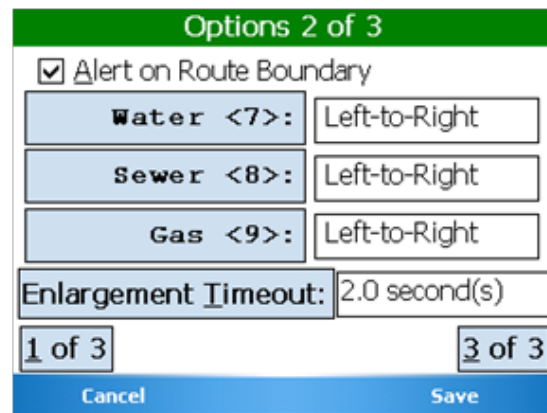 Options 2 of 3
Alert on Route Boundary
Water <7>: Left-to-Right
Sewer <8>: Left-to-Right
Gas <9>: Left-to-Right
Enlargement Timeout: 2.0 second(s)
1 of 3 3 of 3
Cancel Save